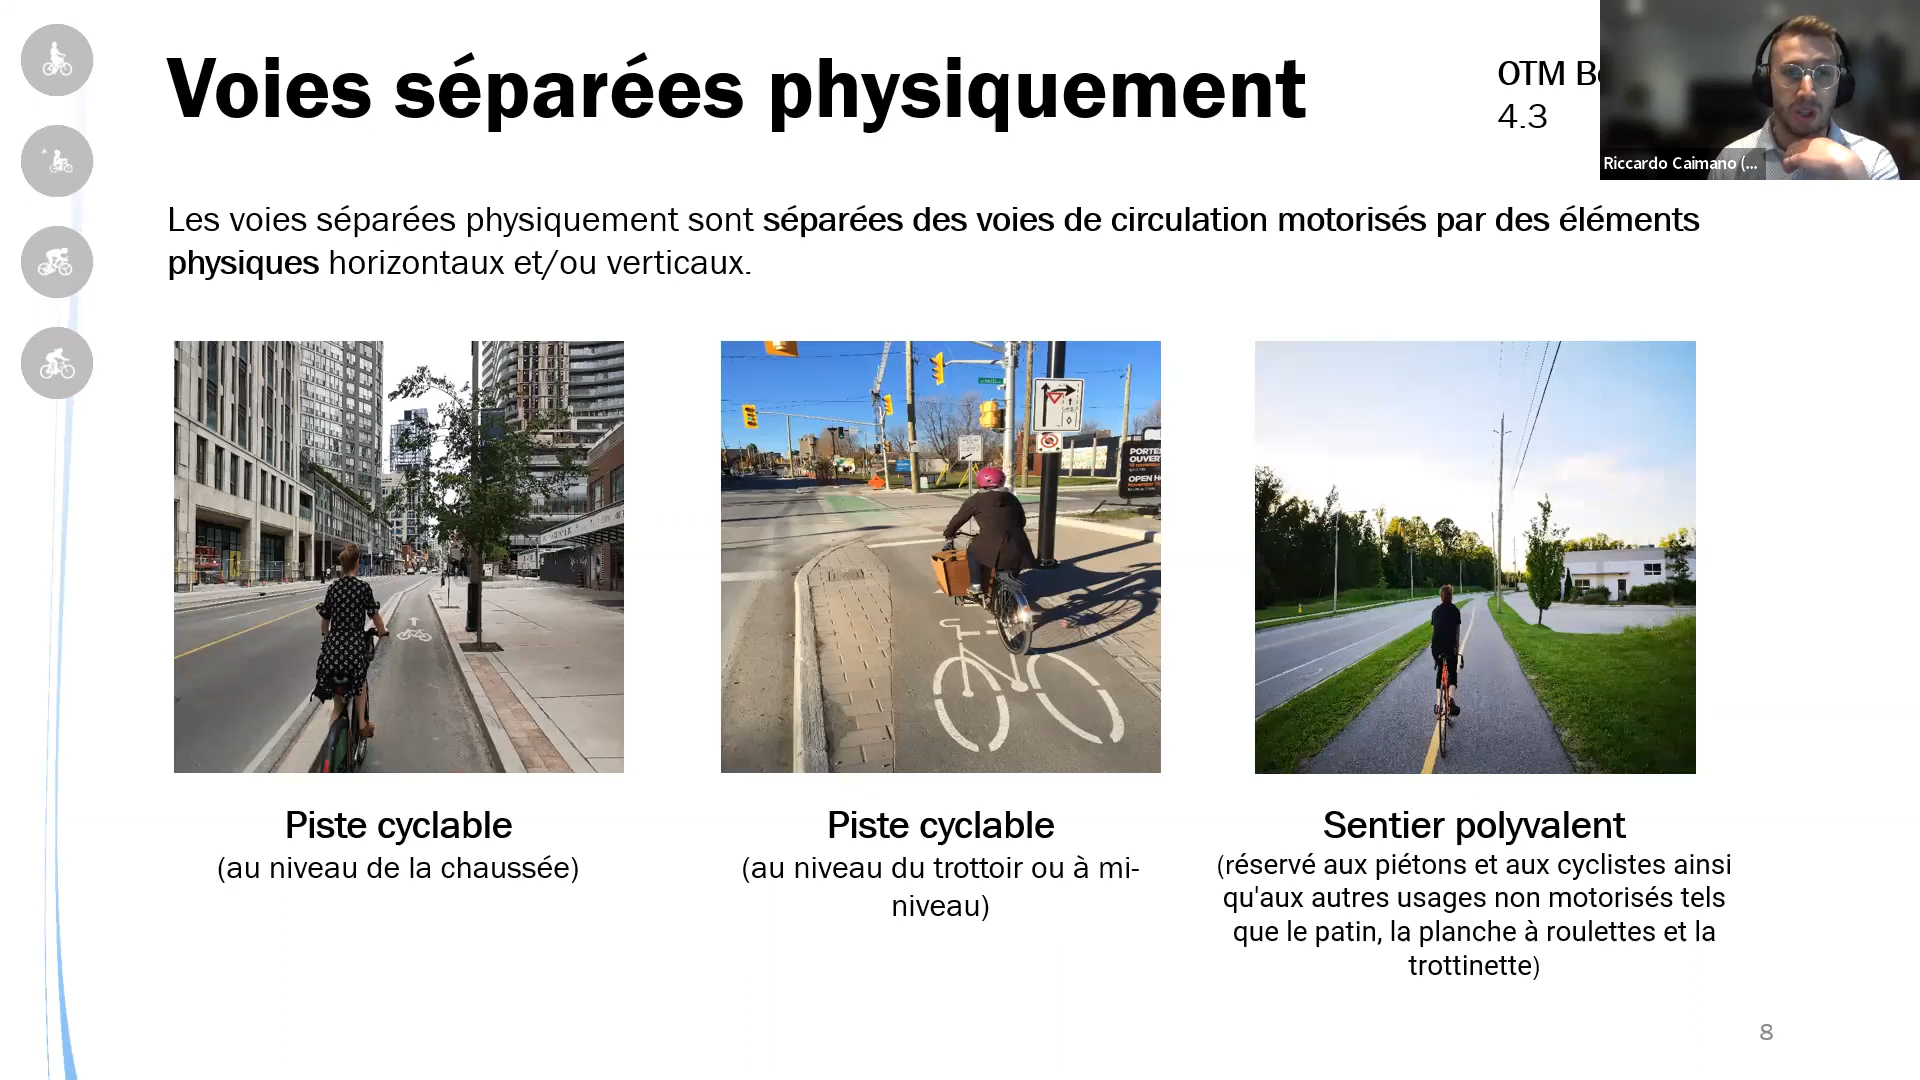 Voies séparées physiquement
OTM
4.3
Riccardo Caimano (...
Les voies séparées physiquement sont séparées des voies de circulation motorisés par des éléments
physiques horizontaux et/ou verticaux.
PORTES
OUVER
OPEN H
Piste cyclable
(au niveau de la chaussée)
Piste cyclable
(au niveau du trottoir ou à mi-
niveau)
Sentier polyvalent
(réservé aux piétons et aux cyclistes ainsi
qu'aux autres usages non motorisés tels
que le patin, la planche à roulettes et la
trottinette)
8